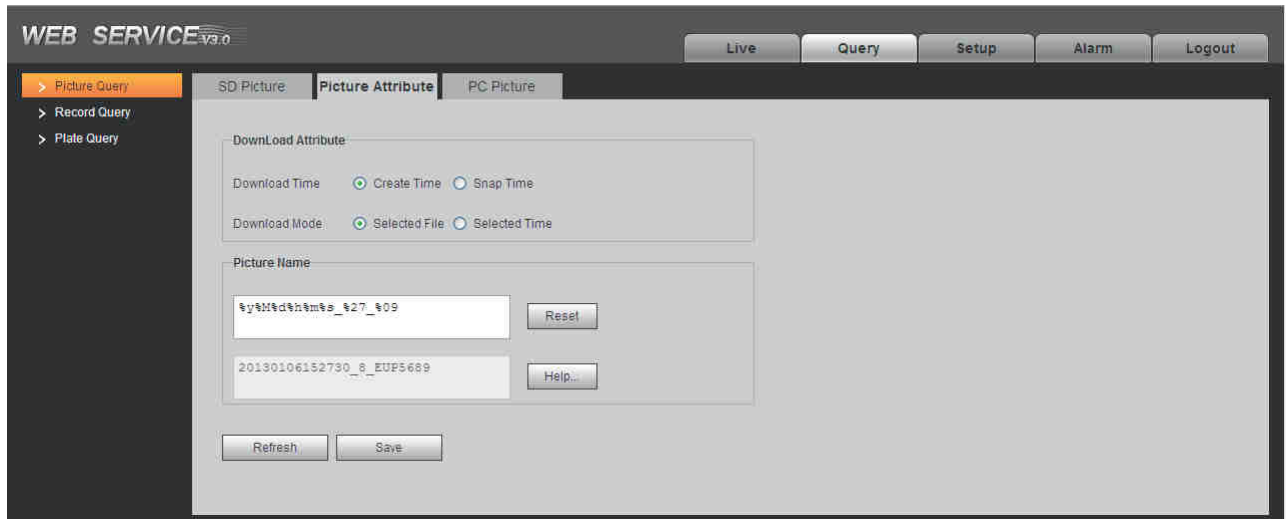 WEB SERVICE V3.0
Live Query Setup Alarm Logout
> Picture Query
> Record Query
> Plate Query
SD Picture Picture Attribute PC Picture
DownLoad Attribute
Download Time Create Time Snap Time
Download Mode Selected File Selected Time
Picture Name
%y%M%d%h%m%s_%27_%09
Reset
20130106152730_8_EUP5689
Help...
Refresh Save